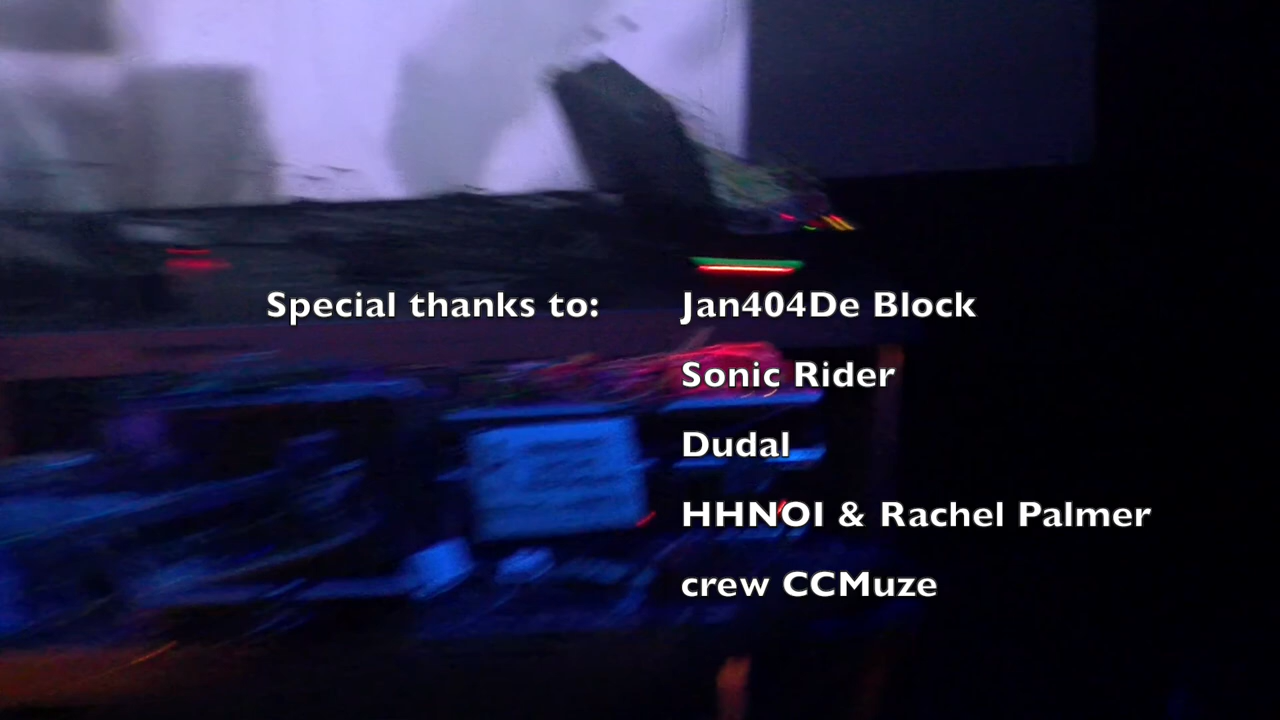 Special thanks to: Jan404De Block
Sonic Rider
Dudal
HHNOI & Rachel Palmer
crew CCMuze